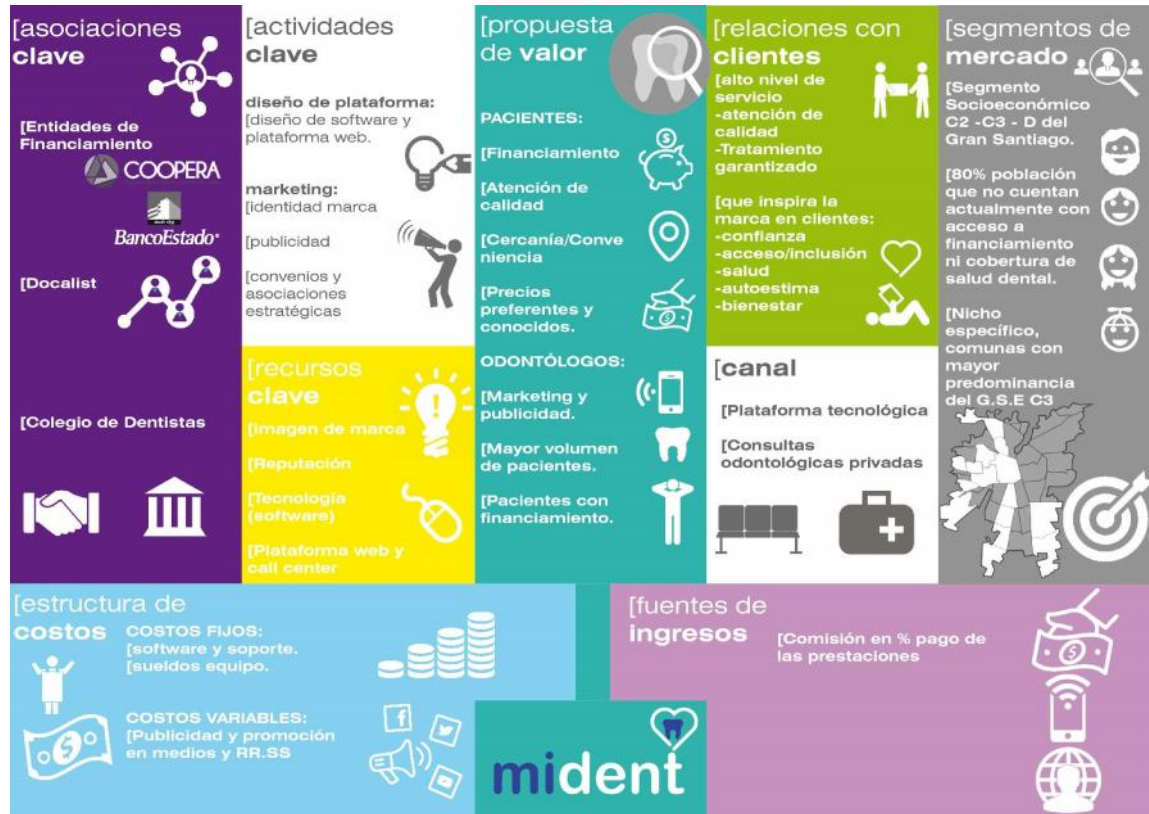 [asociaciones
clave
[Entidades de
Financiamiento
COOPERA
BancoEstado
[Docalist
[Colegio de Dentistas
[actividades
clave
diseño de plataforma:
[diseño de software y
plataforma web.
marketing:
[identidad marca
[publicidad
[convenios y
asociaciones
estratégicas
[recursos
clave
[Imagen de marca
[Reputación
[Tecnología
(software)
[Plataforma web y
call center
[propuesta
de valor
PACIENTES:
[Financiamiento
[Atención de
calidad
[Cercanía/Conve
niencia
[Precios
preferentes y
conocidos.
ODONTÓLOGOS:
[Marketing y
publicidad.
[Mayor volumen
de pacientes.
[Pacientes con
financiamiento.
[relaciones con
clientes
[alto nivel de
servicio
-atención de
calidad
-Tratamiento
garantizado
[que inspira la
marca en clientes:
-confianza
-acceso/inclusión
-salud
-autoestima
-bienestar
[canal
[Plataforma tecnológica
[Consultas
odontológicas privadas
[segmentos de
mercado
[Segmento
Socioeconómico
C2 -C3 - D del
Gran Santiago.
[80% población
que no cuentan
actualmente con
acceso a
financiamiento
ni cobertura de
salud dental.
[Nicho
específico,
comunas con
mayor
predominancia
del G.S.E C3
[estructura de
costos
COSTOS FIJOS:
[software y soporte.
[sueldos equipo.
COSTOS VARIABLES:
[Publicidad y promoción
en medios y RR.SS
mident
[fuentes de
ingresos
[Comisión en % pago de
las prestaciones